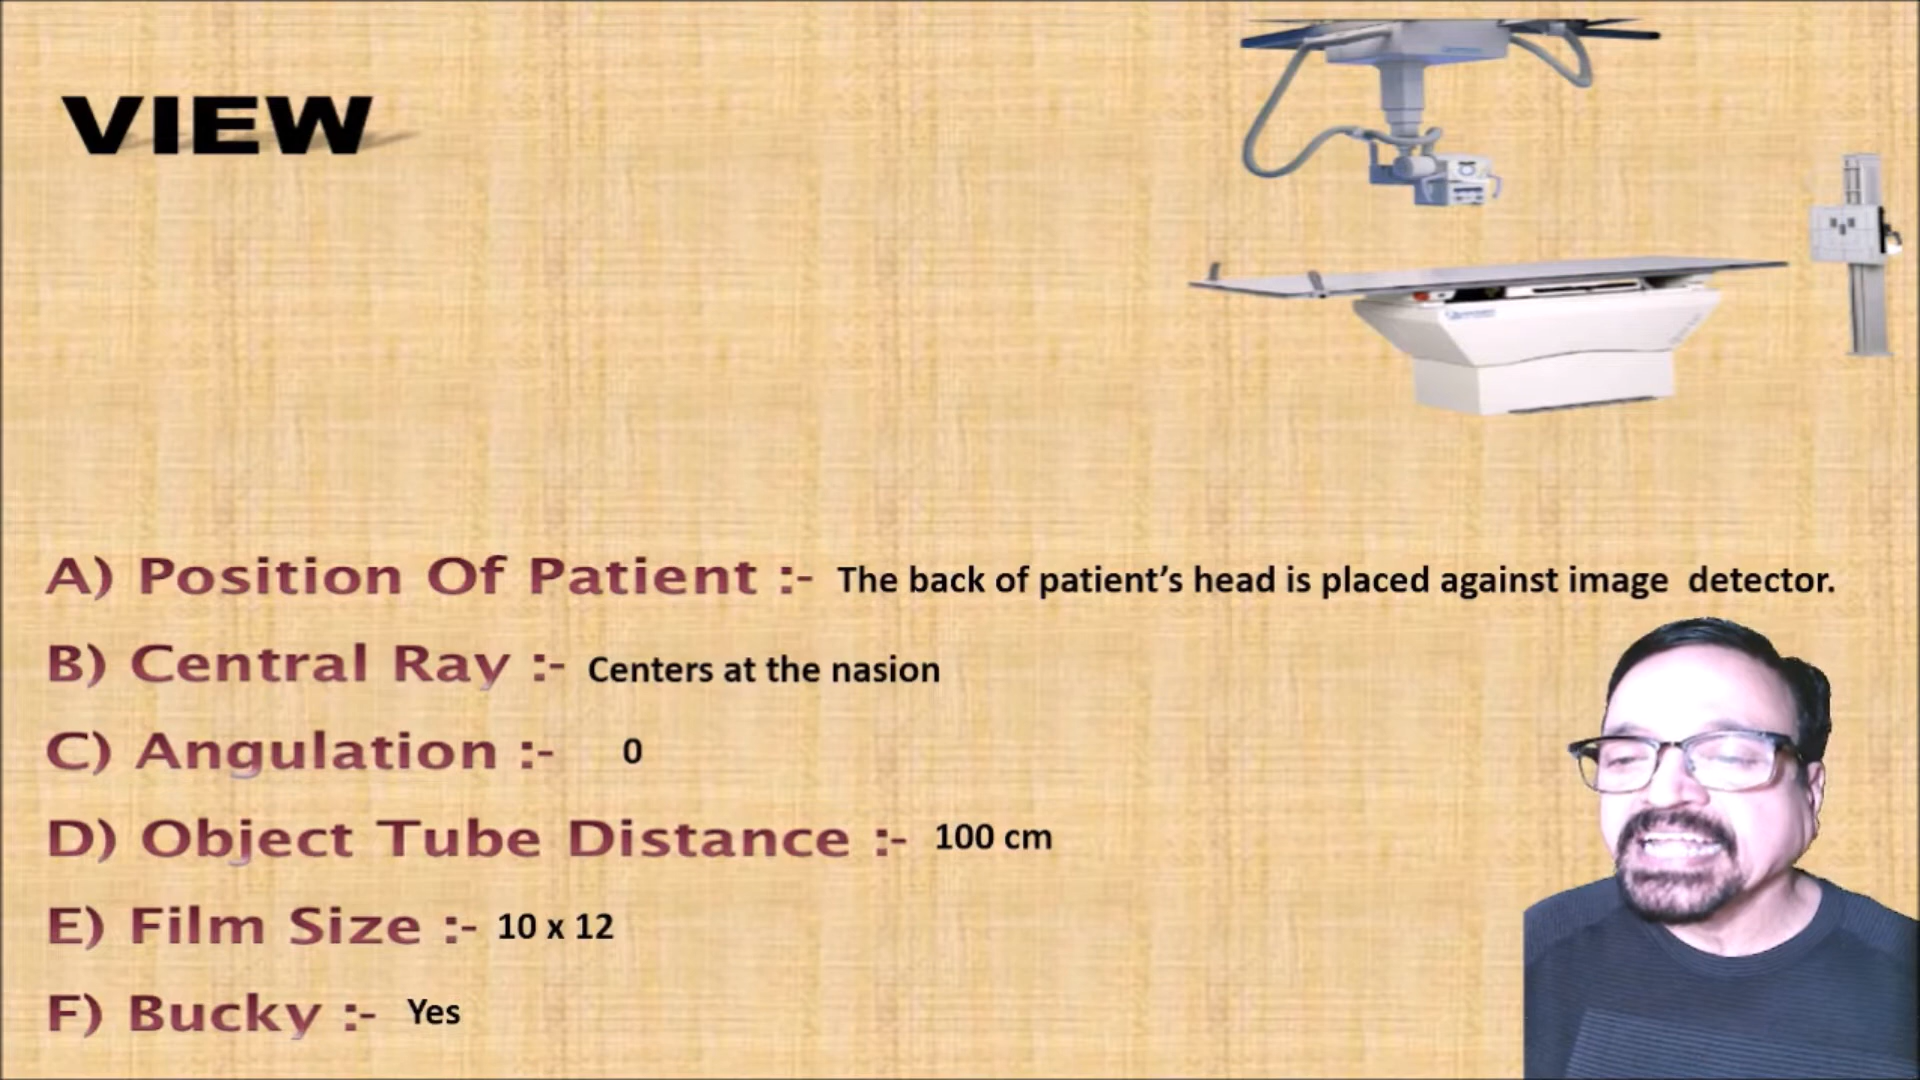 VIEW
A) Position Of Patient :- The back of patient’s head is placed against image detector.
B) Central Ray :- Centers at the nasion
C) Angulation :- 0
D) Object Tube Distance :- 100 cm
E) Film Size :- 10 x 12
F) Bucky :- Yes